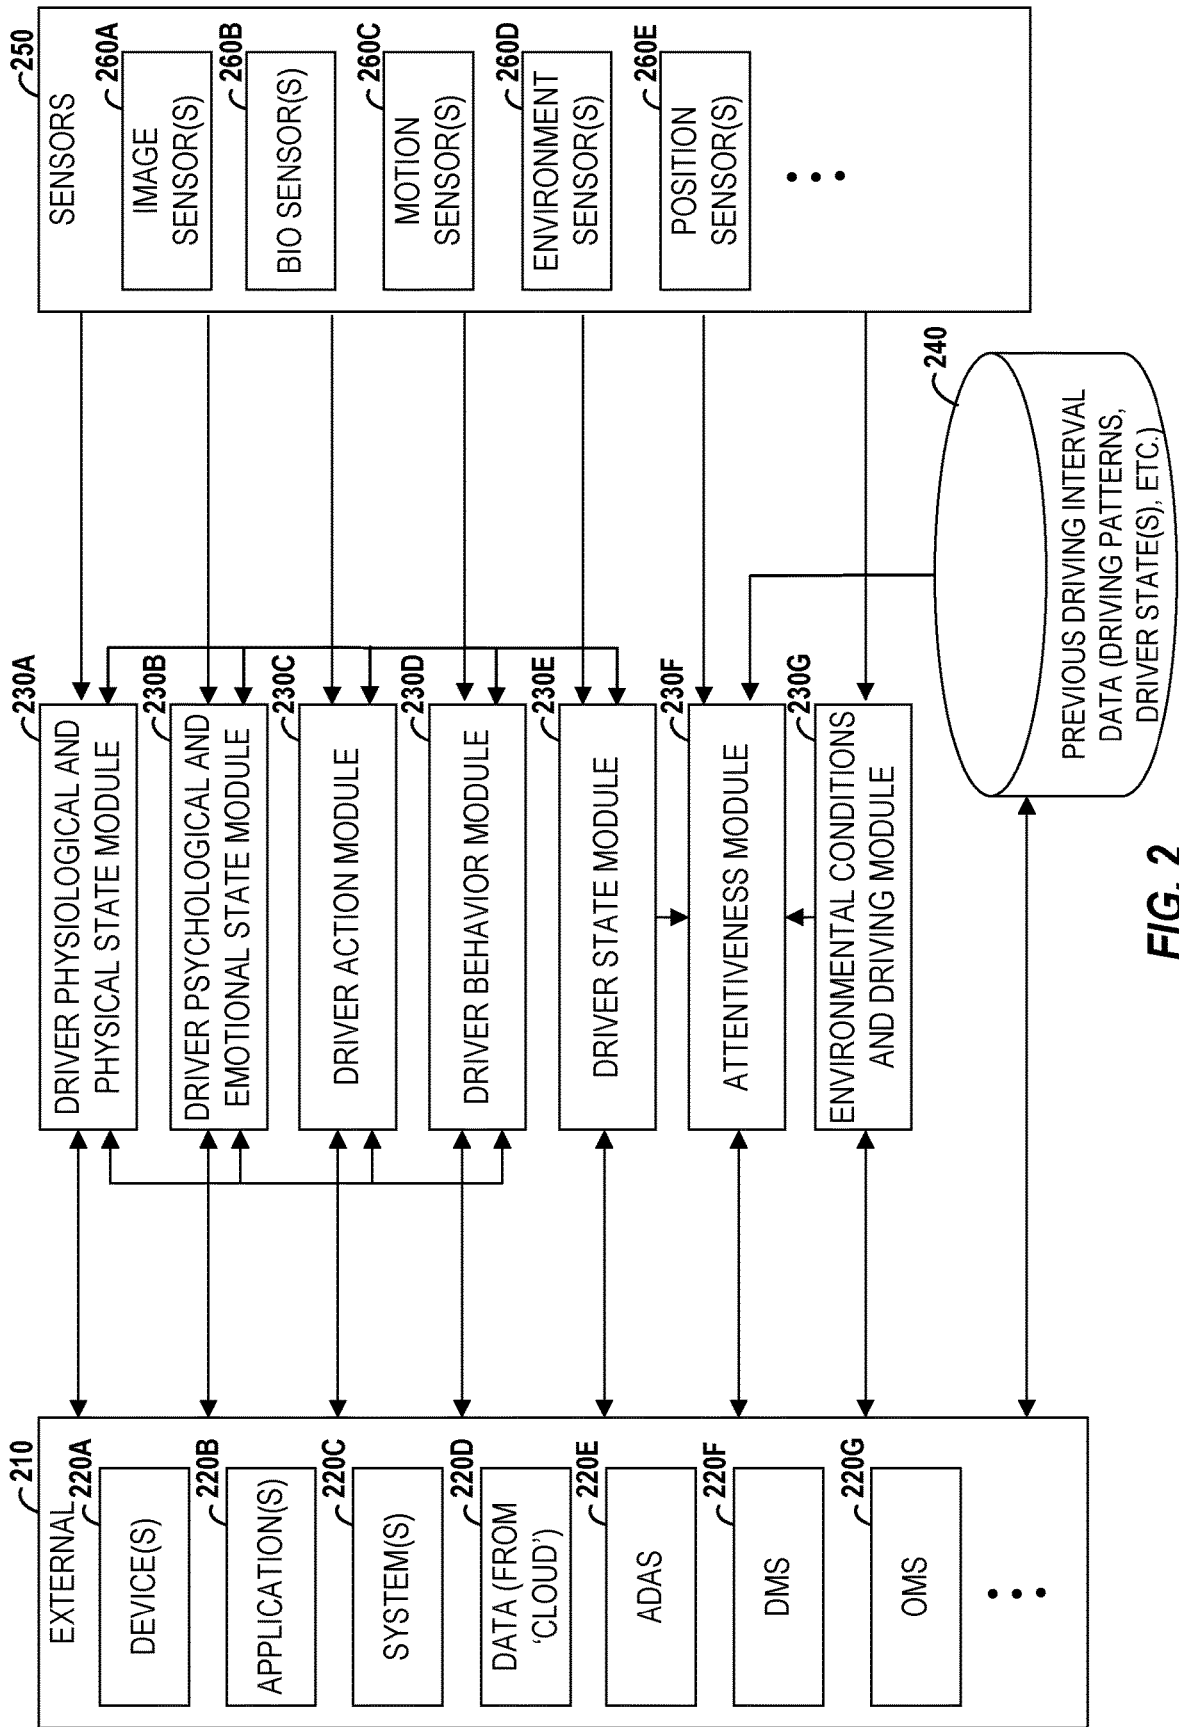 EXTERNAL
210
220A
DEVICE(S)
220B
APPLICATION(S)
220C
SYSTEM(S)
220D
DATA (FROM
'CLOUD')
220E
ADAS
220F
DMS
220G
OMS
230A
DRIVER PHYSIOLOGICAL AND
PHYSICAL STATE MODULE
230B
DRIVER PSYCHOLOGICAL AND
EMOTIONAL STATE MODULE
230C
DRIVER ACTION MODULE
230D
DRIVER BEHAVIOR MODULE
230E
DRIVER STATE MODULE
230F
ATTENTIVENESS MODULE
230G
ENVIRONMENTAL CONDITIONS
AND DRIVING MODULE
240
PREVIOUS DRIVING INTERVAL
DATA (DRIVING PATTERNS,
DRIVER STATE(S), ETC.)
SENSORS
250
260A
IMAGE
SENSOR(S)
260B
BIO SENSOR(S)
260C
MOTION
SENSOR(S)
260D
ENVIRONMENT
SENSOR(S)
260E
POSITION
SENSOR(S)
FIG. 2